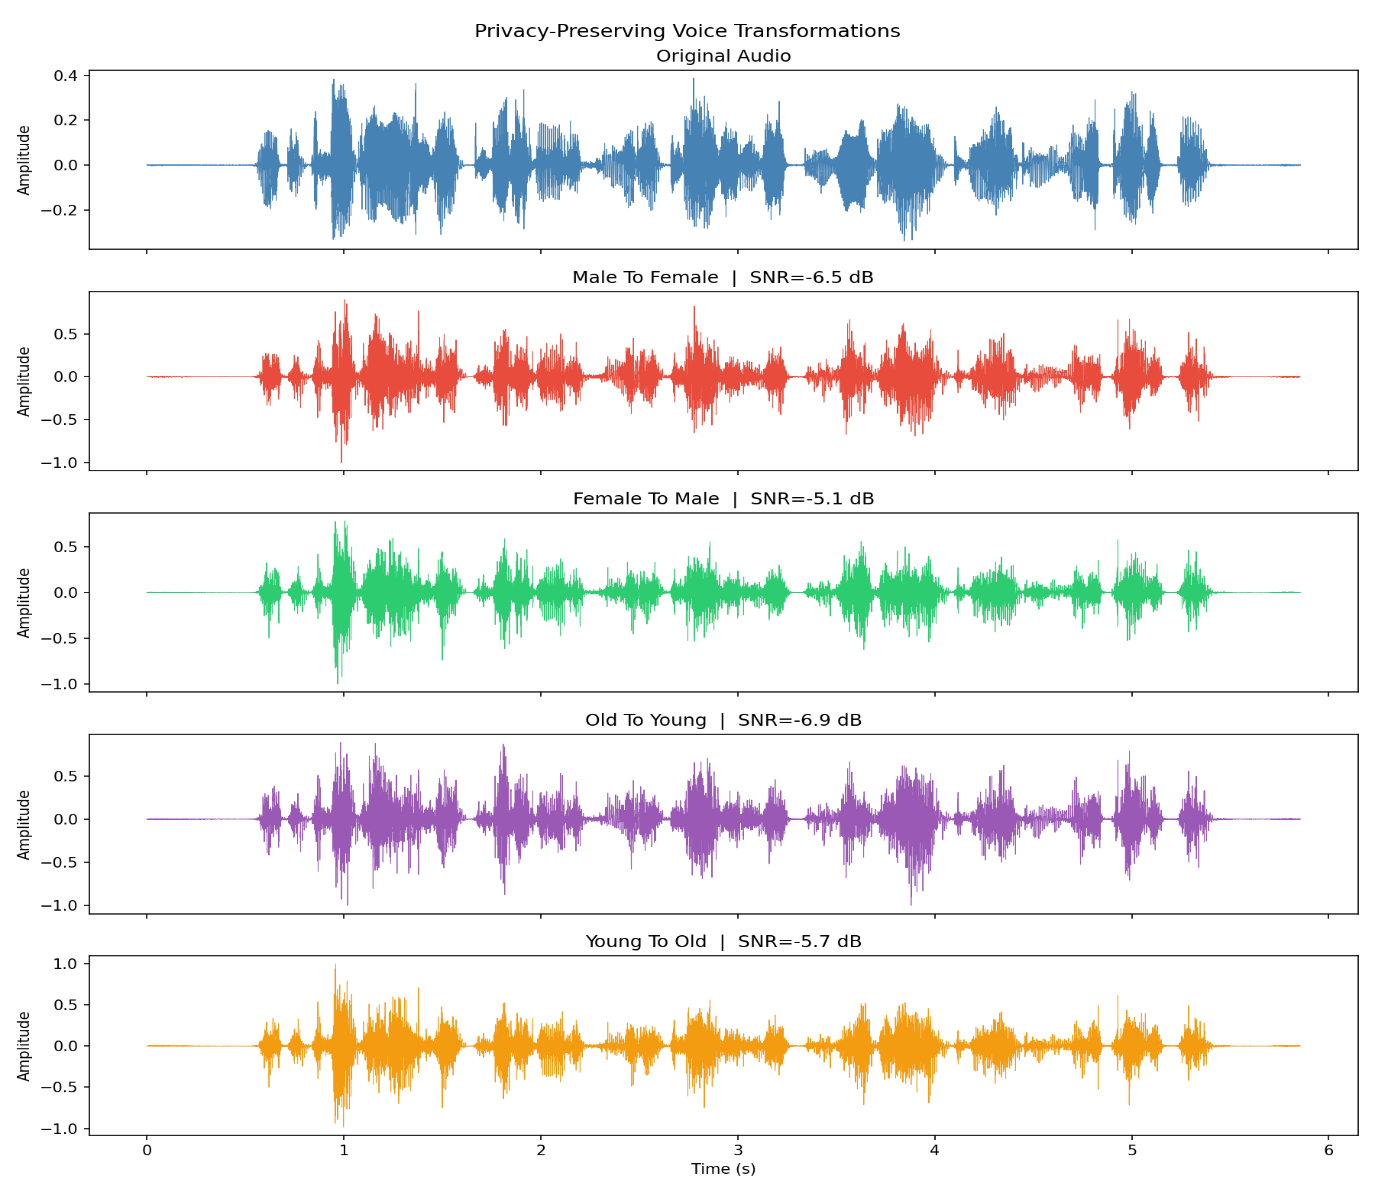 Privacy-Preserving Voice Transformations
Original Audio
Amplitude
0.4
0.2
0.0
−0.2
Male To Female | SNR=-6.5 dB
Amplitude
0.5
0.0
−0.5
−1.0
Female To Male | SNR=-5.1 dB
Amplitude
0.5
0.0
−0.5
−1.0
Old To Young | SNR=-6.9 dB
Amplitude
0.5
0.0
−0.5
−1.0
Young To Old | SNR=-5.7 dB
Amplitude
1.0
0.5
0.0
−0.5
−1.0
0 1 2 3 4 5 6
Time (s)